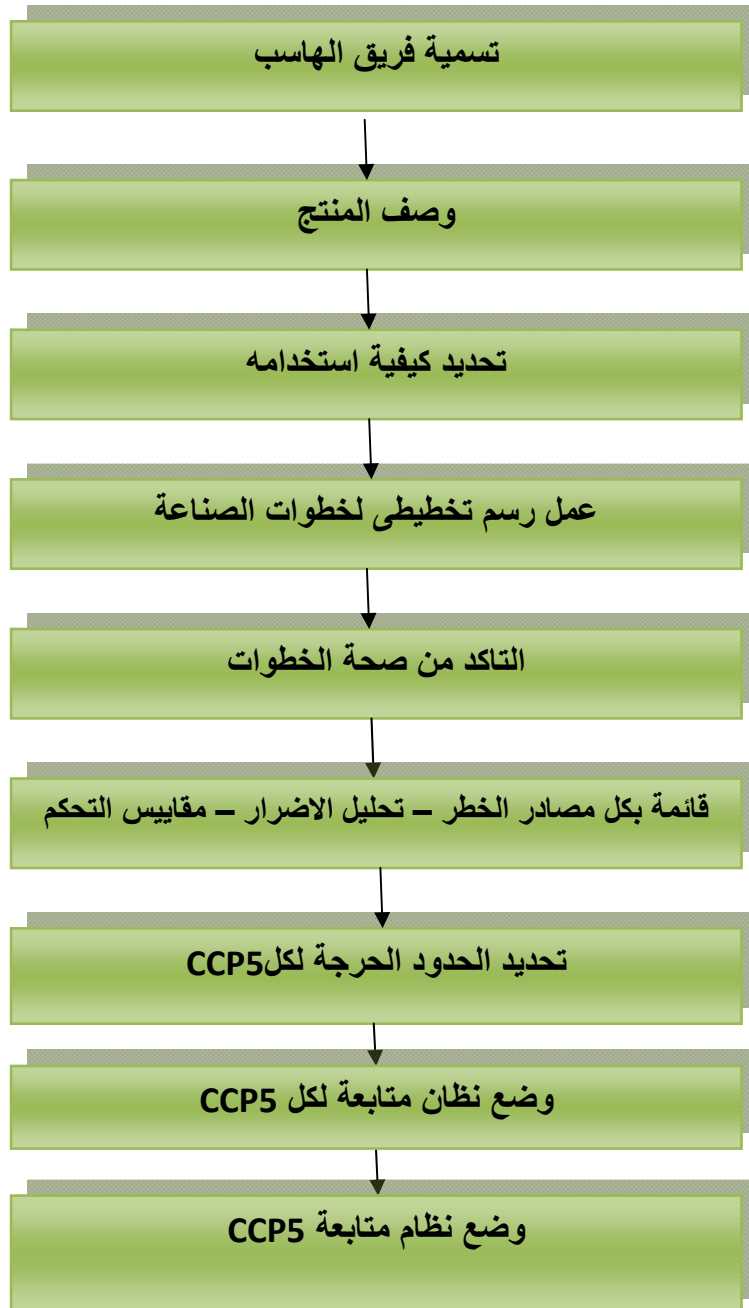 تسمية فريق الهاسب
وصف المنتج
تحديد كيفية استخدامه
عمل رسم تخطيطى لخطوات الصناعة
التاكد من صحة الخطوات
قائمة بكل مصادر الخطر – تحليل الاضرار – مقاييس التحكم
تحديد الحدود الحرجة لكلCCP5
وضع نظان متابعة لكل CCP5
وضع نظام متابعة CCP5